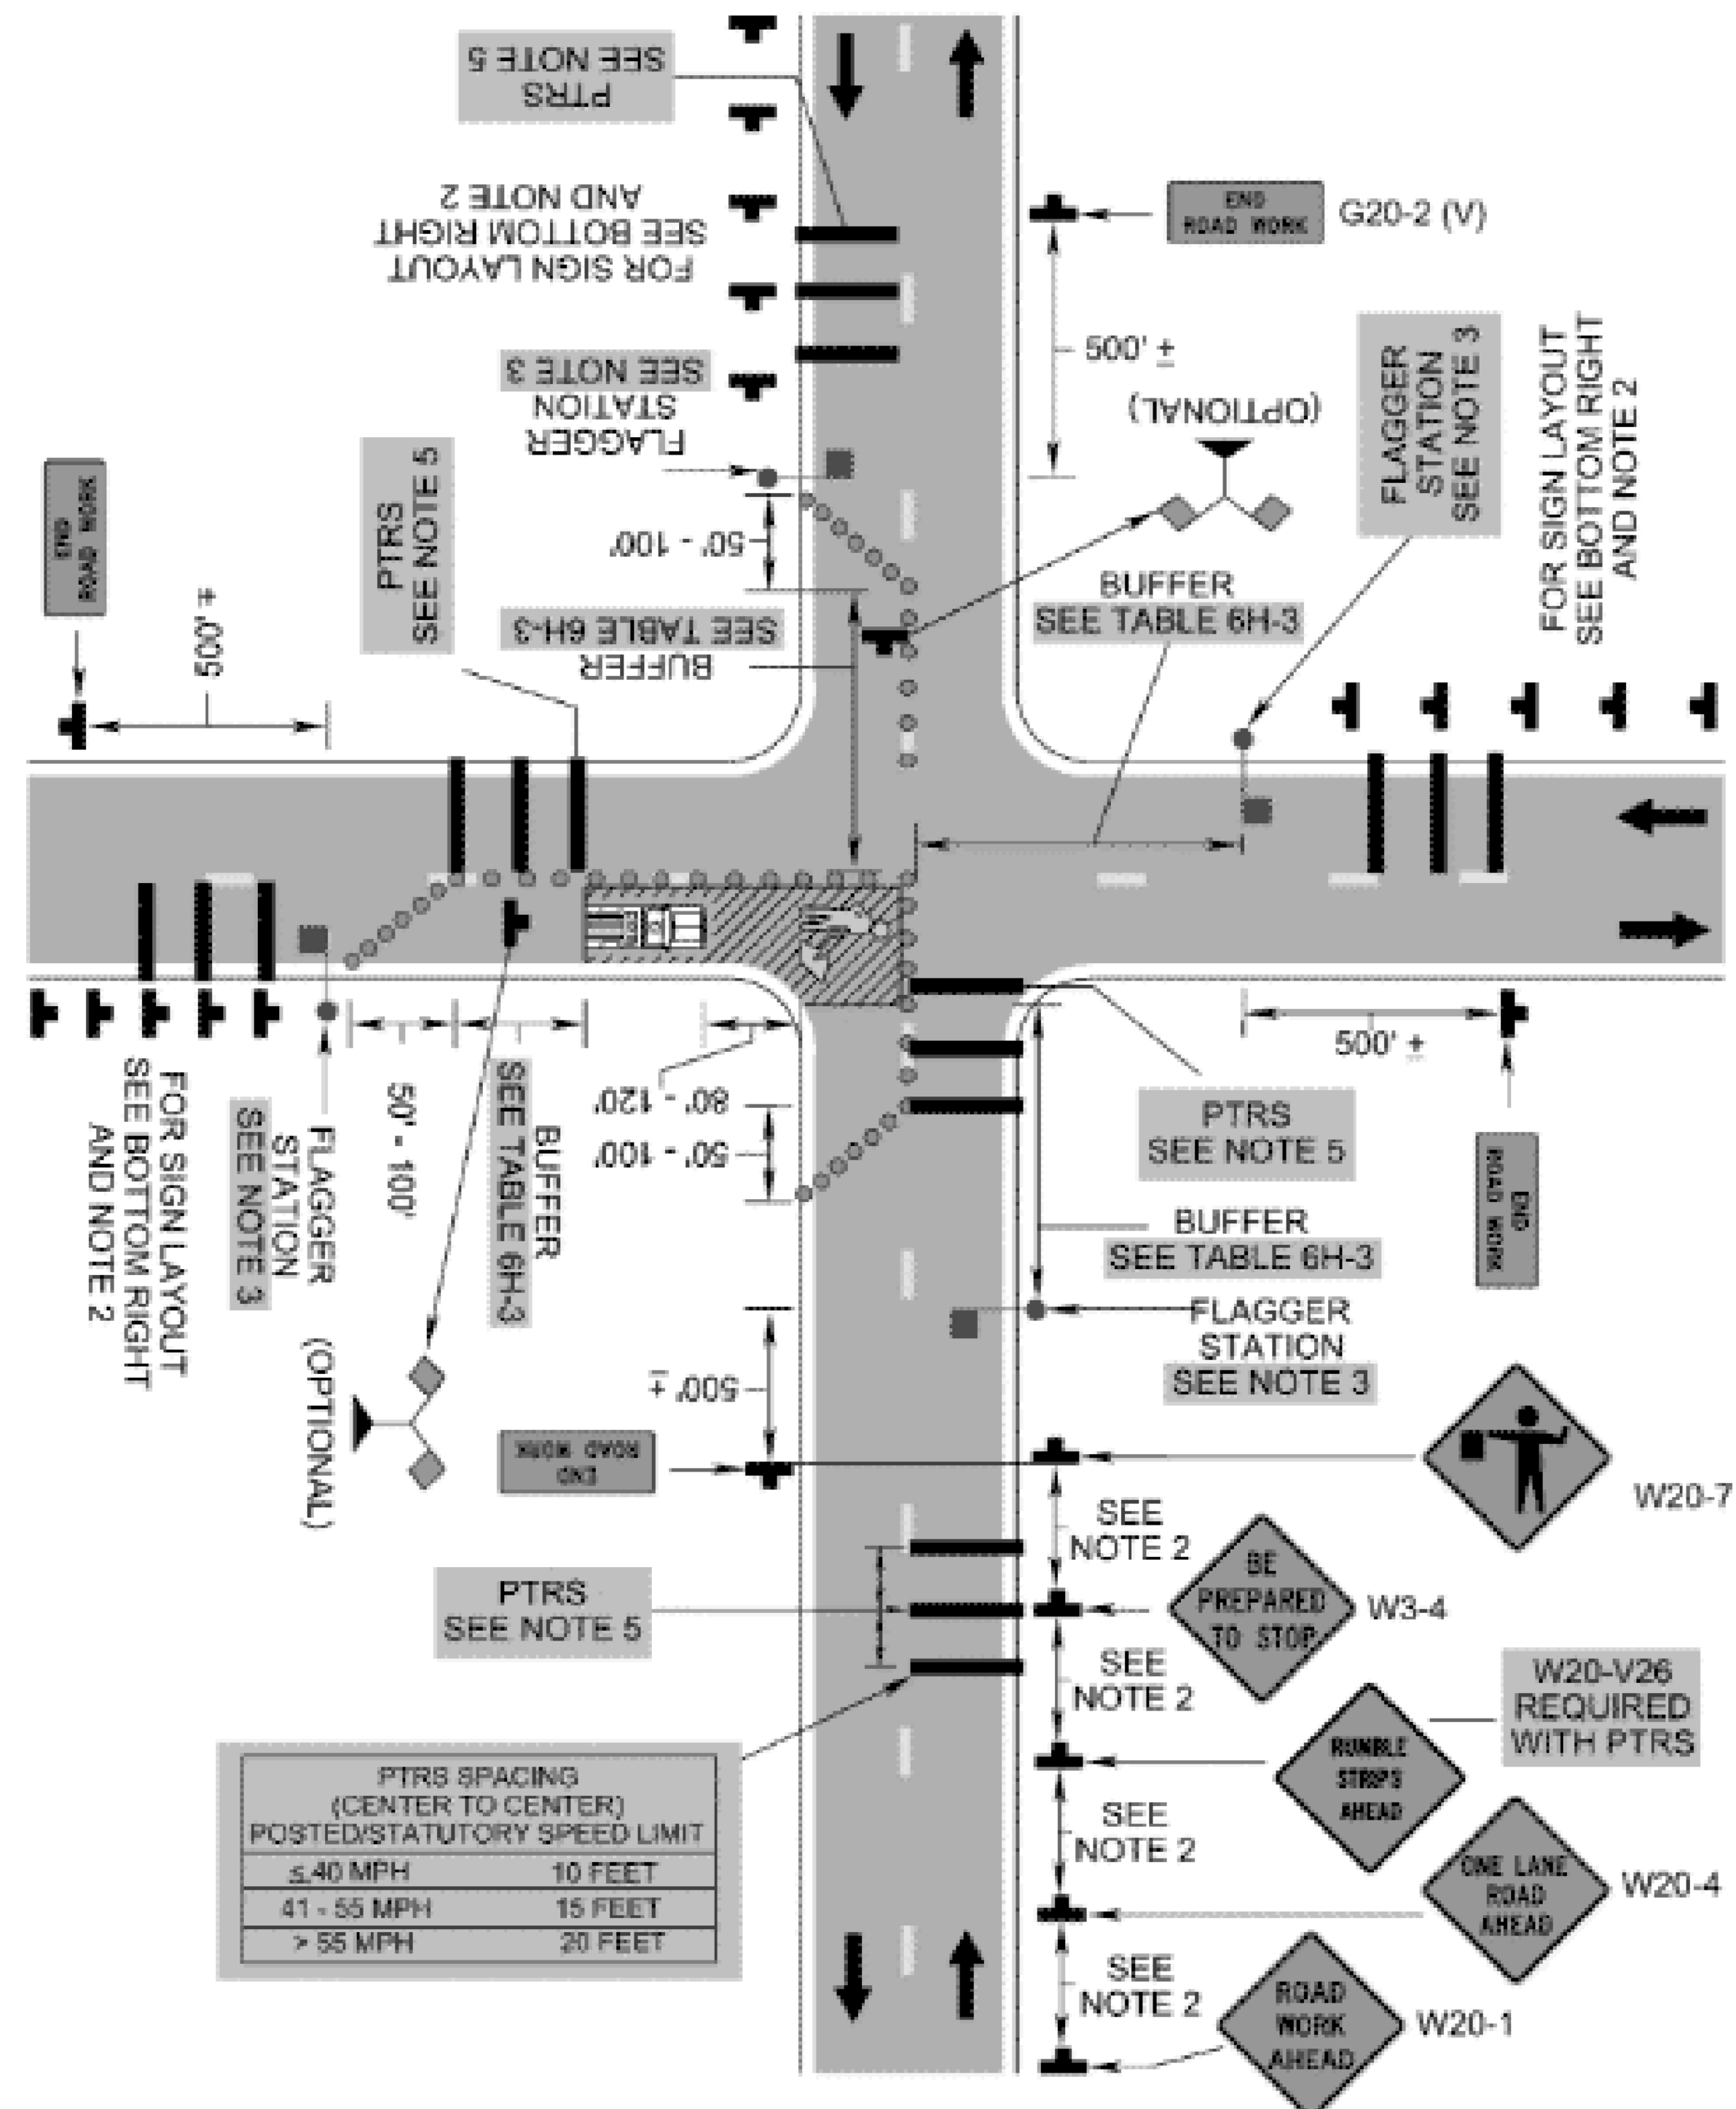 PTRS
SEE NOTE 5
FOR SIGN LAYOUT
SEE BOTTOM RIGHT
AND NOTE 2
FLAGGER
STATION
SEE NOTE 3
END
ROAD WORK
G20-2 (V)
500' ±
(OPTIONAL)
FLAGGER
STATION
SEE NOTE 3
FOR SIGN LAYOUT
SEE BOTTOM RIGHT
AND NOTE 2
END
ROAD WORK
500' ±
PTRS
SEE NOTE 5
50' - 100'
BUFFER
SEE TABLE 6H-3
BUFFER
SEE TABLE 6H-3
FOR SIGN LAYOUT
SEE BOTTOM RIGHT
AND NOTE 2
FLAGGER
STATION
SEE NOTE 3
50' - 100'
BUFFER
SEE TABLE 6H-3
(OPTIONAL)
80' - 120'
50' - 100'
500' ±
END
ROAD WORK
500' ±
END
ROAD WORK
PTRS
SEE NOTE 5
BUFFER
SEE TABLE 6H-3
FLAGGER
STATION
SEE NOTE 3
W20-7
SEE
NOTE 2
BE
PREPARED
TO STOP
W3-4
PTRS
SEE NOTE 5
SEE
NOTE 2
W20-V26
REQUIRED
WITH PTRS
RUMBLE
STRIPS
AHEAD
SEE
NOTE 2
ONE LANE
ROAD
AHEAD
W20-4
SEE
NOTE 2
ROAD
WORK
AHEAD
W20-1
PTRS SPACING
(CENTER TO CENTER)
POSTED/STATUTORY SPEED LIMIT
≤ 40 MPH 10 FEET
41 - 55 MPH 15 FEET
> 55 MPH 20 FEET